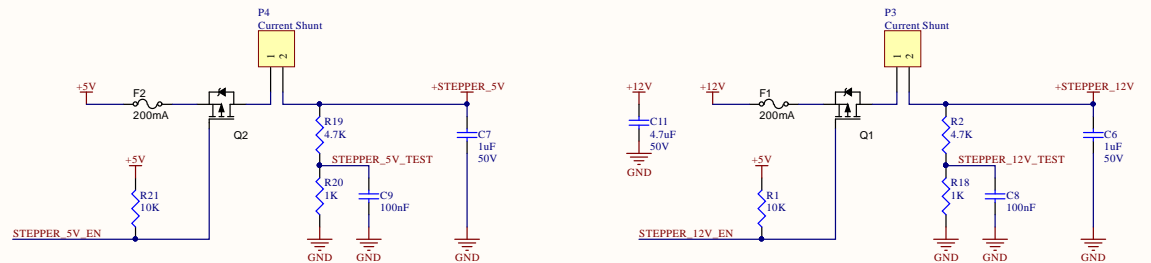 P4
Current Shunt
1
2
+5V
F2
200mA
Q2
+STEPPER_5V
R19
4.7K
C7
1uF
50V
STEPPER_5V_TEST
+5V
R21
10K
R20
1K
C9
100nF
STEPPER_5V_EN
GND
GND
GND
P3
Current Shunt
1
2
+12V
C11
4.7uF
50V
GND
+12V
F1
200mA
Q1
+STEPPER_12V
R2
4.7K
C6
1uF
50V
STEPPER_12V_TEST
+5V
R1
10K
R18
1K
C8
100nF
STEPPER_12V_EN
GND
GND
GND